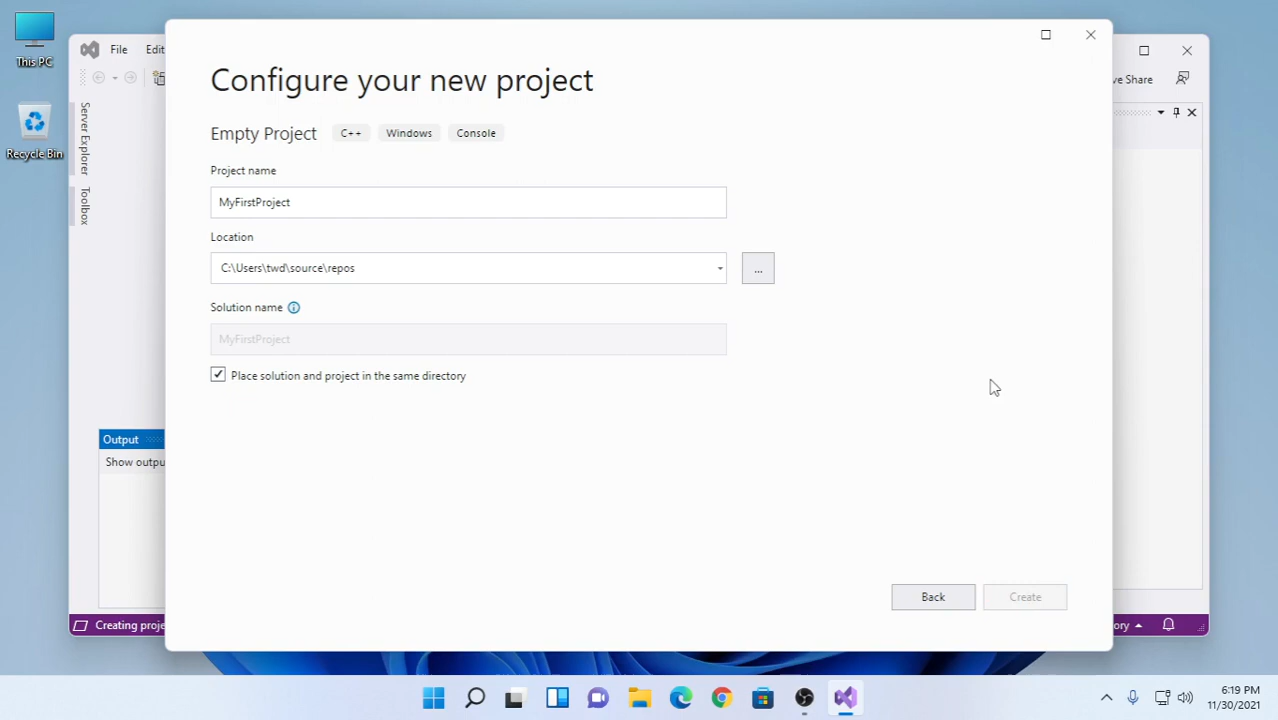 This PC
Recycle Bin
File
Edit
Server Explorer
Toolbox
Configure your new project
Empty Project
C++
Windows
Console
Project name
MyFirstProject
Location
C:\Users\twd\source\repos
...
Solution name
MyFirstProject
Place solution and project in the same directory
Back
Create
ve Share
Output
Show outpu
Creating proje
ory
6:19 PM
11/30/2021